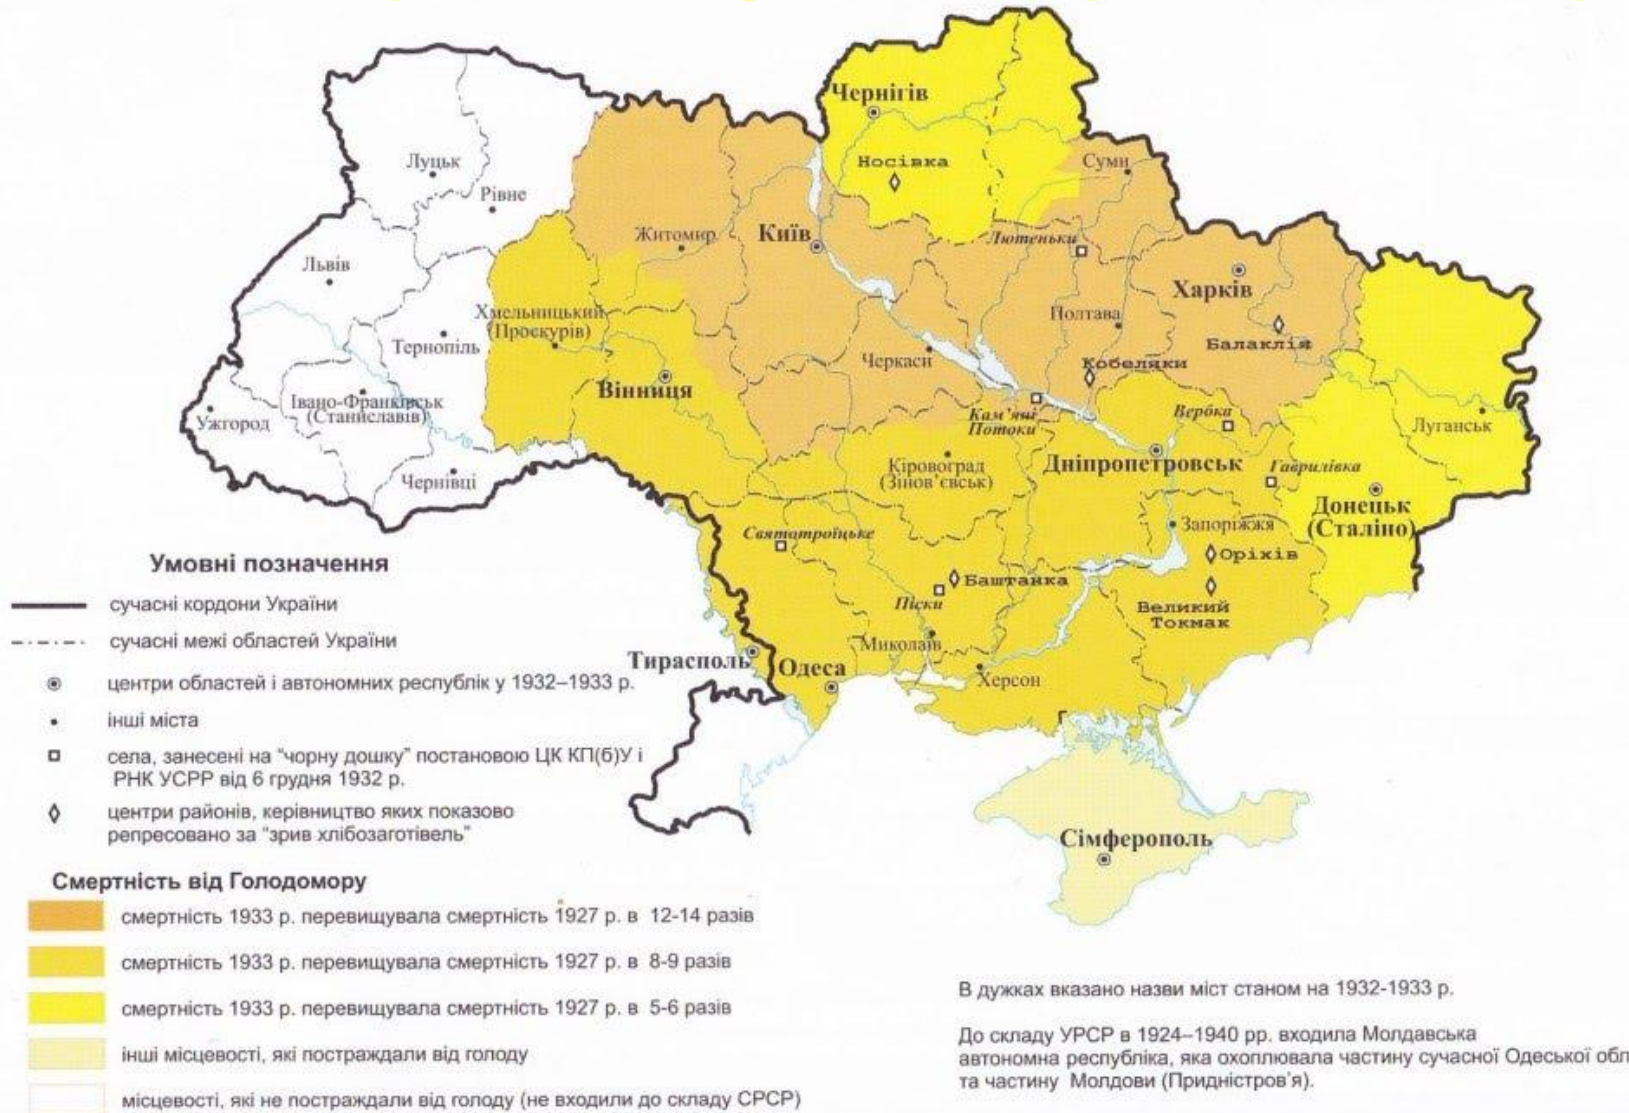 Чернігів
Носівка
Суми
Луцьк
Рівне
Житомир
Київ
Лютеньки
Львів
Харків
Хмельницький
(Проскурів)
Полтава
Тернопіль
Черкаси
Балаклія
Кобеляки
Вінниця
Івано-Франківськ
(Станиславів)
Ужгород
Кам’яні
Потоки
Вербка
Луганськ
Чернівці
Кіровоград
(Зінов’євськ)
Дніпропетровськ
Гаврилівка
Донецьк
(Сталіно)
Святотроїцьке
Запоріжжя
Оріхів
Баштанка
Піски
Великий
Токмак
Миколаїв
Тирасполь
Одеса
Херсон
Сімферополь
Умовні позначення
сучасні кордони України
сучасні межі областей України
центри областей і автономних республік у 1932–1933 р.
інші міста
села, занесені на “чорну дошку” постановою ЦК КП(б)У і
РНК УСРР від 6 грудня 1932 р.
центри районів, керівництво яких показово
репресовано за “зрив хлібозаготівель”
Смертність від Голодомору
смертність 1933 р. перевищувала смертність 1927 р. в 12-14 разів
смертність 1933 р. перевищувала смертність 1927 р. в 8-9 разів
смертність 1933 р. перевищувала смертність 1927 р. в 5-6 разів
інші місцевості, які постраждали від голоду
місцевості, які не постраждали від голоду (не входили до складу СРСР)
В дужках вказано назви міст станом на 1932-1933 р.
До складу УРСР в 1924–1940 рр. входила Молдавська
автономна республіка, яка охоплювала частину сучасної Одеської обл
та частину Молдови (Придністров’я).